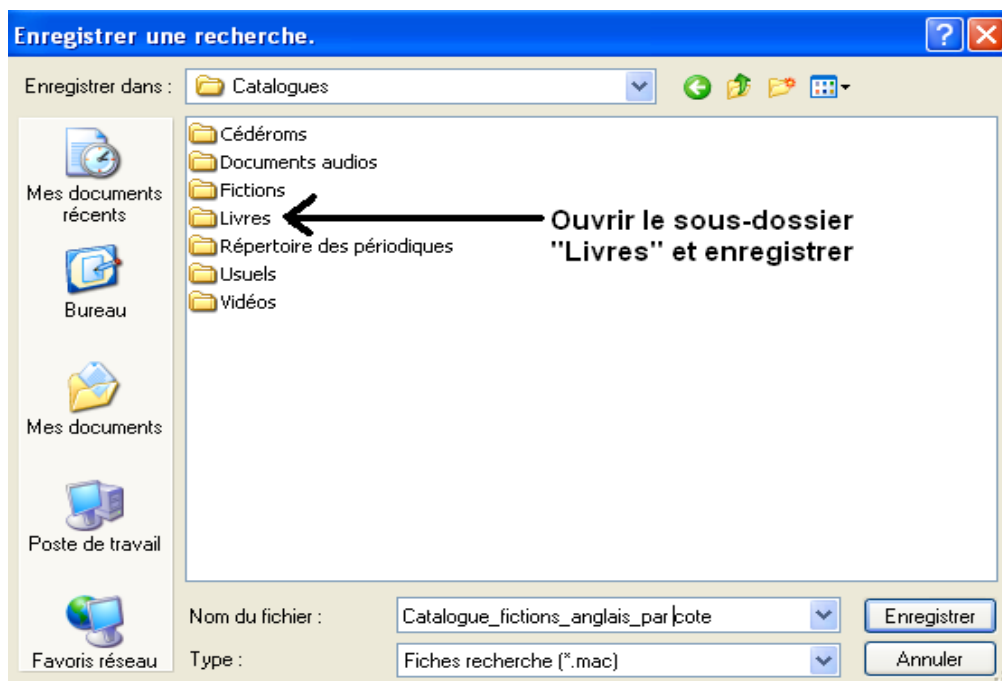 Enregistrer une recherche.
Enregistrer dans :
Catalogues
Mes documents
récents
Bureau
Mes documents
Poste de travail
Favoris réseau
Cédéroms
Documents audios
Fictions
Livres
Répertoire des périodiques
Usuels
Vidéos
Ouvrir le sous-dossier
"Livres" et enregistrer
Nom du fichier :
Catalogue_fictions_anglais_par cote
Enregistrer
Type :
Fiches recherche (*.mac)
Annuler